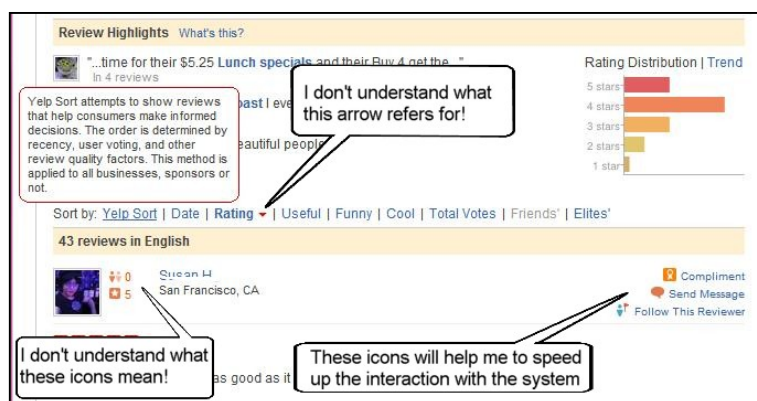 Review Highlights What's this?
"...time for their $5.25 Lunch specials and their Buy 4 get the..."
In 4 reviews
Rating Distribution | Trend
5 stars
4 stars
3 stars
2 stars
1 star
I don't understand what
this arrow refers for!
Yelp Sort attempts to show reviews
that help consumers make informed
decisions. The order is determined by
recency, user voting, and other
review quality factors. This method is
applied to all businesses, sponsors or
not.
Sort by: Yelp Sort | Date | Rating | Useful | Funny | Cool | Total Votes | Friends' | Elites'
43 reviews in English
0
5
Susan H
San Francisco, CA
Compliment
Send Message
Follow This Reviewer
I don't understand what
these icons mean!
as good as it
These icons will help me to speed
up the interaction with the system